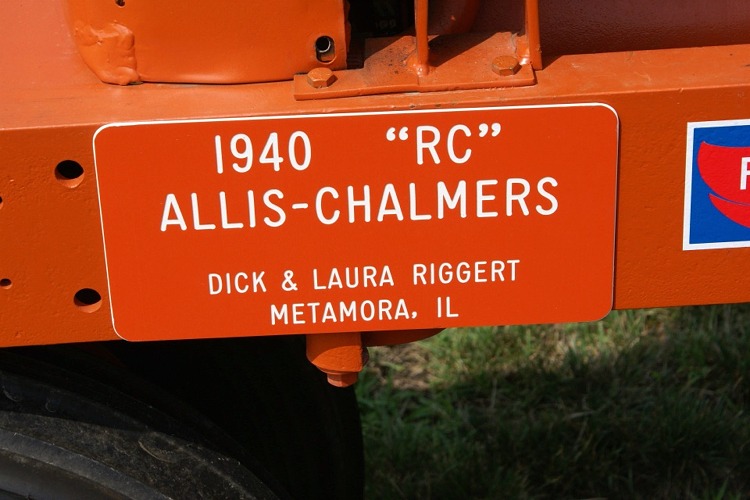 1940 “RC”
ALLIS-CHALMERS
DICK & LAURA RIGGERT
METAMORA, IL